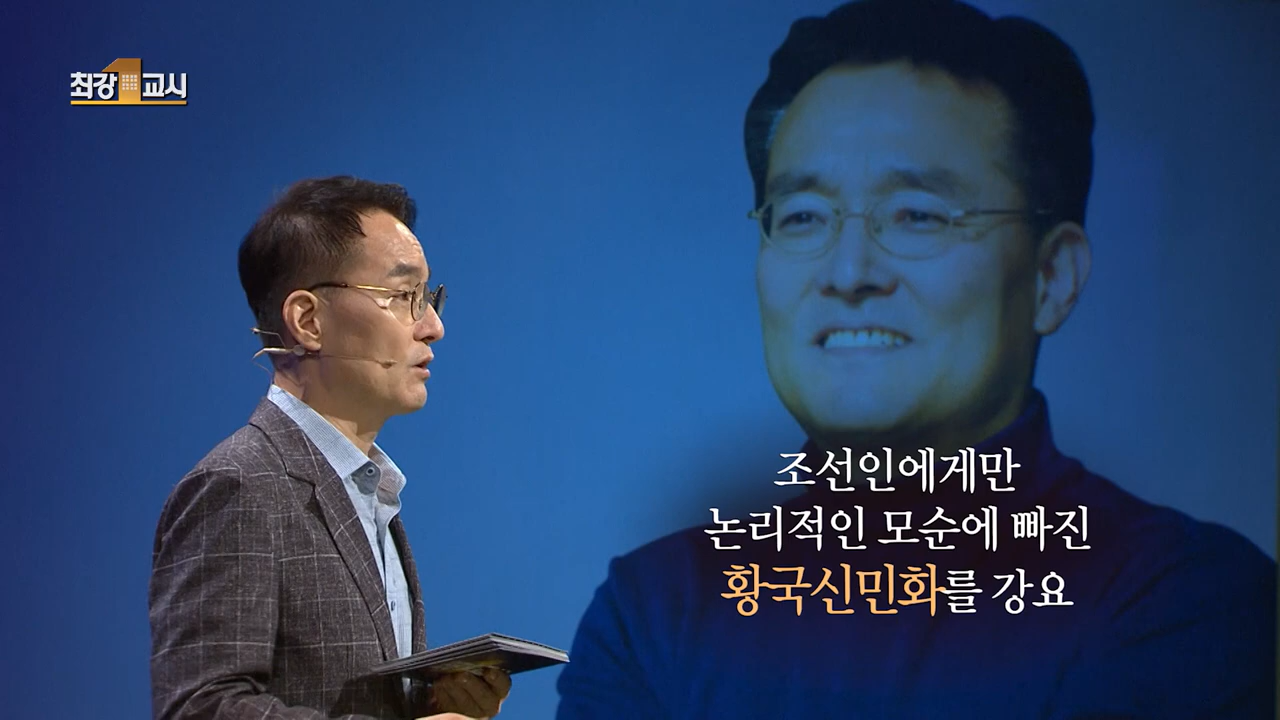 최강1교시
조선인에게만
논리적인 모순에 빠진
황국신민화를 강요